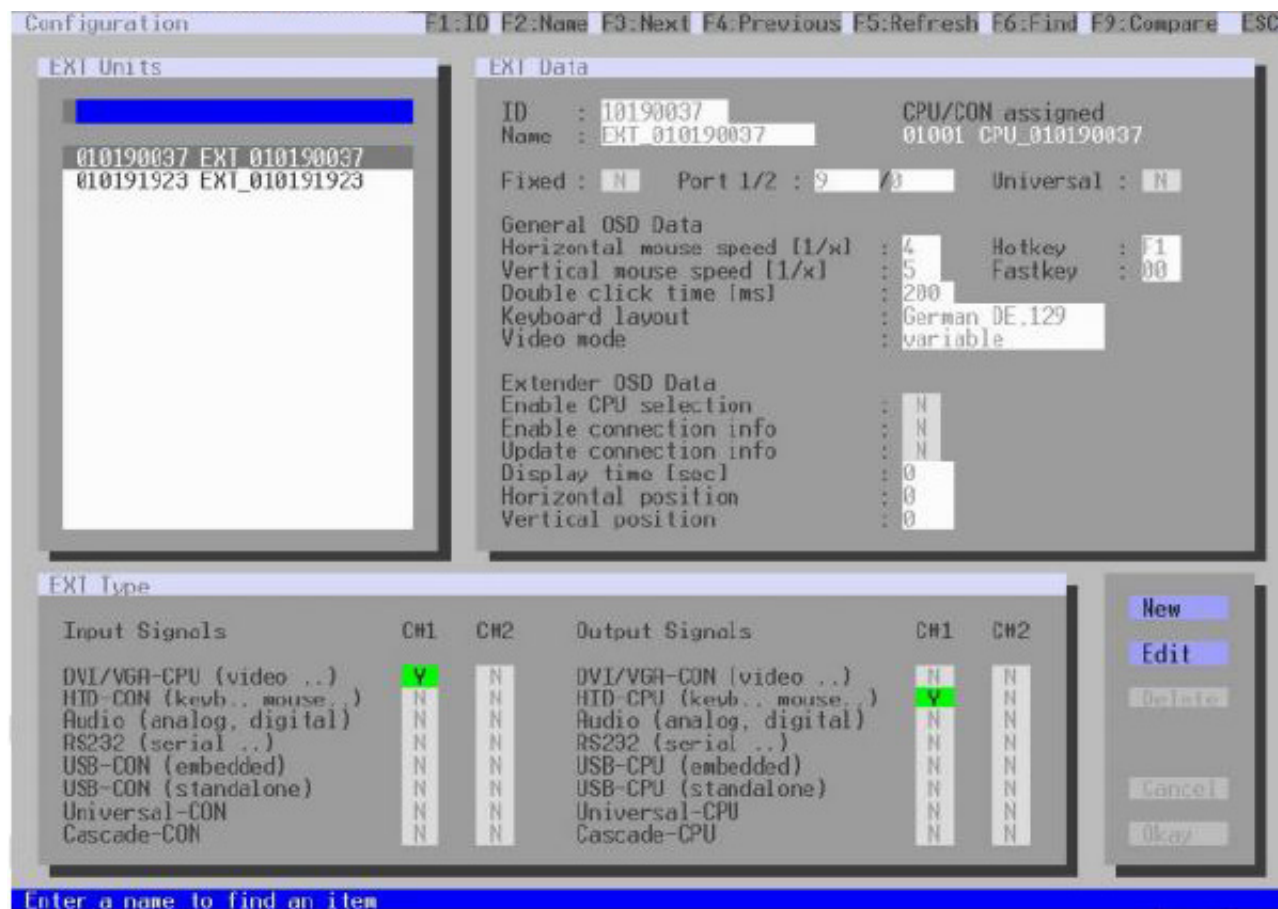 Configuration F1:ID F2:Name F3:Next F4:Previous F5:Refresh F6:Find F9:Compare ESC
EXT Units
010190037 EXT_010190037
010191923 EXT_010191923
EXT Data
ID : 10190037 CPU/CON assigned
Name : EXT_010190037 01001 CPU_010190037
Fixed : N Port 1/2 : 9 /0 Universal : N
General OSD Data
Horizontal mouse speed [1/x] : 4 Hotkey : F1
Vertical mouse speed [1/x] : 5 Fastkey : 00
Double click time [ms] : 200
Keyboard layout : German DE,129
Video mode : variable
Extender OSD Data
Enable CPU selection : N
Enable connection info : N
Update connection info : N
Display time [sec] : 0
Horizontal position : 0
Vertical position : 0
EXT Type
Input Signals C#1 C#2 Output Signals C#1 C#2
DVI/VGA-CPU (video ..) Y N DVI/VGA-CON (video ..) N N
HID-CON (keyb.. mouse..) N N HID-CPU (keyb.. mouse..) Y N
Audio (analog, digital) N N Audio (analog, digital) N N
RS232 (serial ..) N N RS232 (serial ..) N N
USB-CON (embedded) N N USB-CPU (embedded) N N
USB-CON (standalone) N N USB-CPU (standalone) N N
Universal-CON N N Universal-CPU N N
Cascade-CON N N Cascade-CPU N N
New
Edit
Delete
Cancel
Okay
Enter a name to find an item